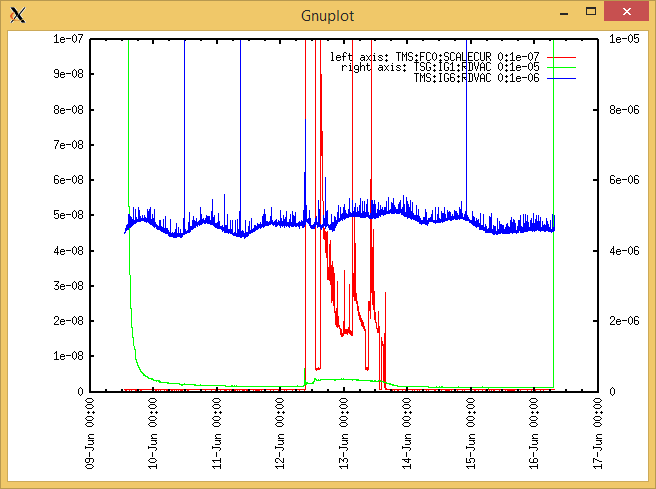 Gnuplot
1e-07
9e-08
8e-08
7e-08
6e-08
5e-08
4e-08
3e-08
2e-08
1e-08
0
left axis: TMS:FC0:SCALECUR 0:1e-07
right axis: TSG:IG1:RDVAC 0:1e-05
TMS:IG6:RDVAC 0:1e-06
1e-05
8e-06
6e-06
4e-06
2e-06
0
09-Jun 00:00
10-Jun 00:00
11-Jun 00:00
12-Jun 00:00
13-Jun 00:00
14-Jun 00:00
15-Jun 00:00
16-Jun 00:00
17-Jun 00:00